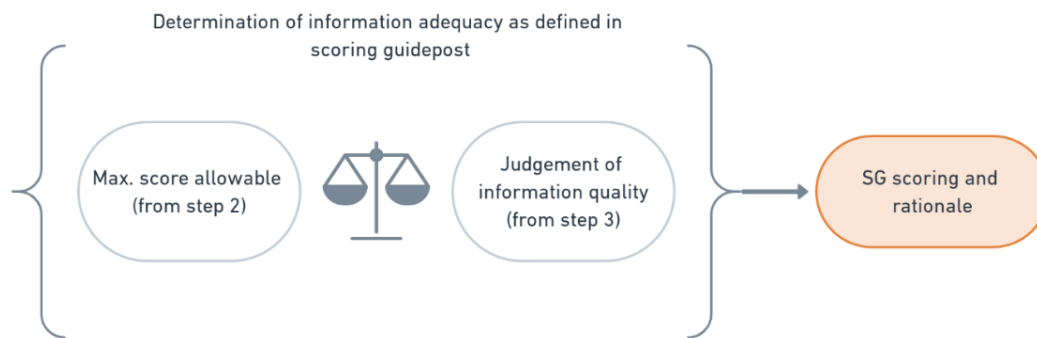 Determination of information adequacy as defined in
scoring guidepost
Max. score allowable
(from step 2)
Judgement of
information quality
(from step 3)
SG scoring and
rationale